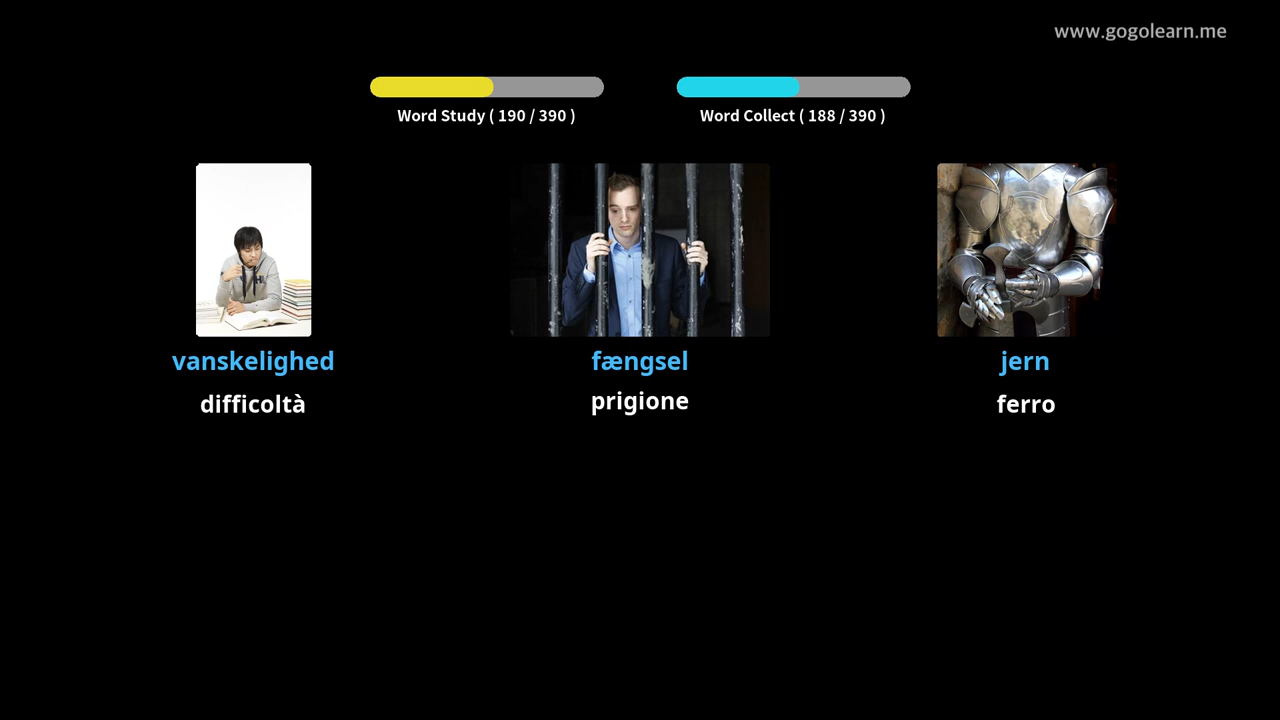 www.gogolearn.me
Word Study ( 190 / 390 )
Word Collect ( 188 / 390 )
vanskelighed
fængsel
jern
difficoltà
prigione
ferro